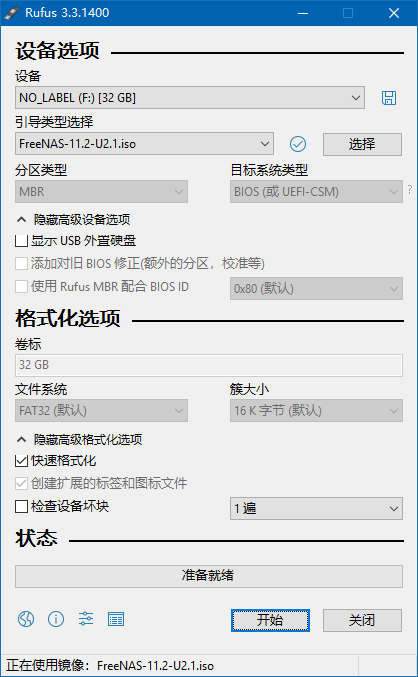 Rufus 3.3.1400
设备选项
设备
NO_LABEL (F:) [32 GB]
引导类型选择
FreeNAS-11.2-U2.1.iso
选择
分区类型
目标系统类型
MBR
BIOS (或 UEFI-CSM)
?
隐藏高级设备选项
显示 USB 外置硬盘
添加对旧 BIOS 修正(额外的分区，校准等)
使用 Rufus MBR 配合 BIOS ID
0x80 (默认)
格式化选项
卷标
32 GB
文件系统
簇大小
FAT32 (默认)
16 K 字节 (默认)
隐藏高级格式化选项
快速格式化
创建扩展的标签和图标文件
检查设备坏块
1 遍
状态
准备就绪
开始
关闭
正在使用镜像：FreeNAS-11.2-U2.1.iso